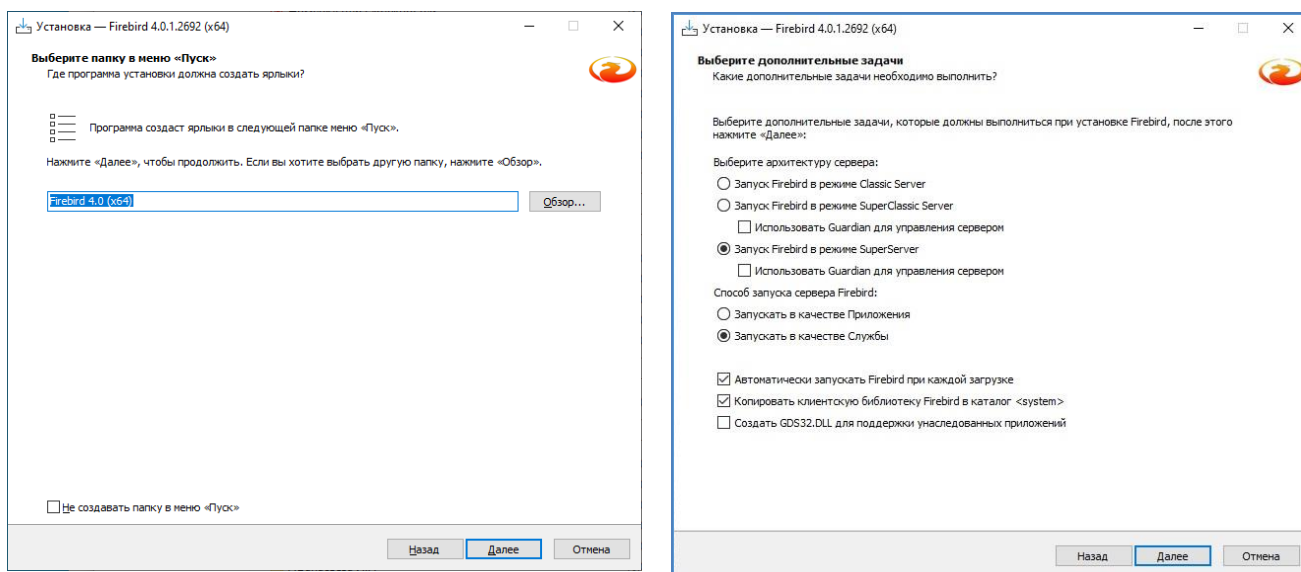 Установка — Firebird 4.0.1.2692 (x64)
Выберите папку в меню «Пуск»
Где программа установки должна создать ярлыки?
Программа создаст ярлыки в следующей папке меню «Пуск».
Нажмите «Далее», чтобы продолжить. Если вы хотите выбрать другую папку, нажмите «Обзор».
Firebird 4.0 (x64)
Обзор...
Не создавать папку в меню «Пуск»
Назад
Далее
Отмена
Установка — Firebird 4.0.1.2692 (x64)
Выберите дополнительные задачи
Какие дополнительные задачи необходимо выполнить?
Выберите дополнительные задачи, которые должны выполниться при установке Firebird, после этого
нажмите «Далее»:
Выберите архитектуру сервера:
Запуск Firebird в режиме Classic Server
Запуск Firebird в режиме SuperClassic Server
Использовать Guardian для управления сервером
Запуск Firebird в режиме SuperServer
Использовать Guardian для управления сервером
Способ запуска сервера Firebird:
Запускать в качестве Приложения
Запускать в качестве Службы
Автоматически запускать Firebird при каждой загрузке
Копировать клиентскую библиотеку Firebird в каталог <system>
Создать GDS32.DLL для поддержки унаследованных приложений
Назад
Далее
Отмена